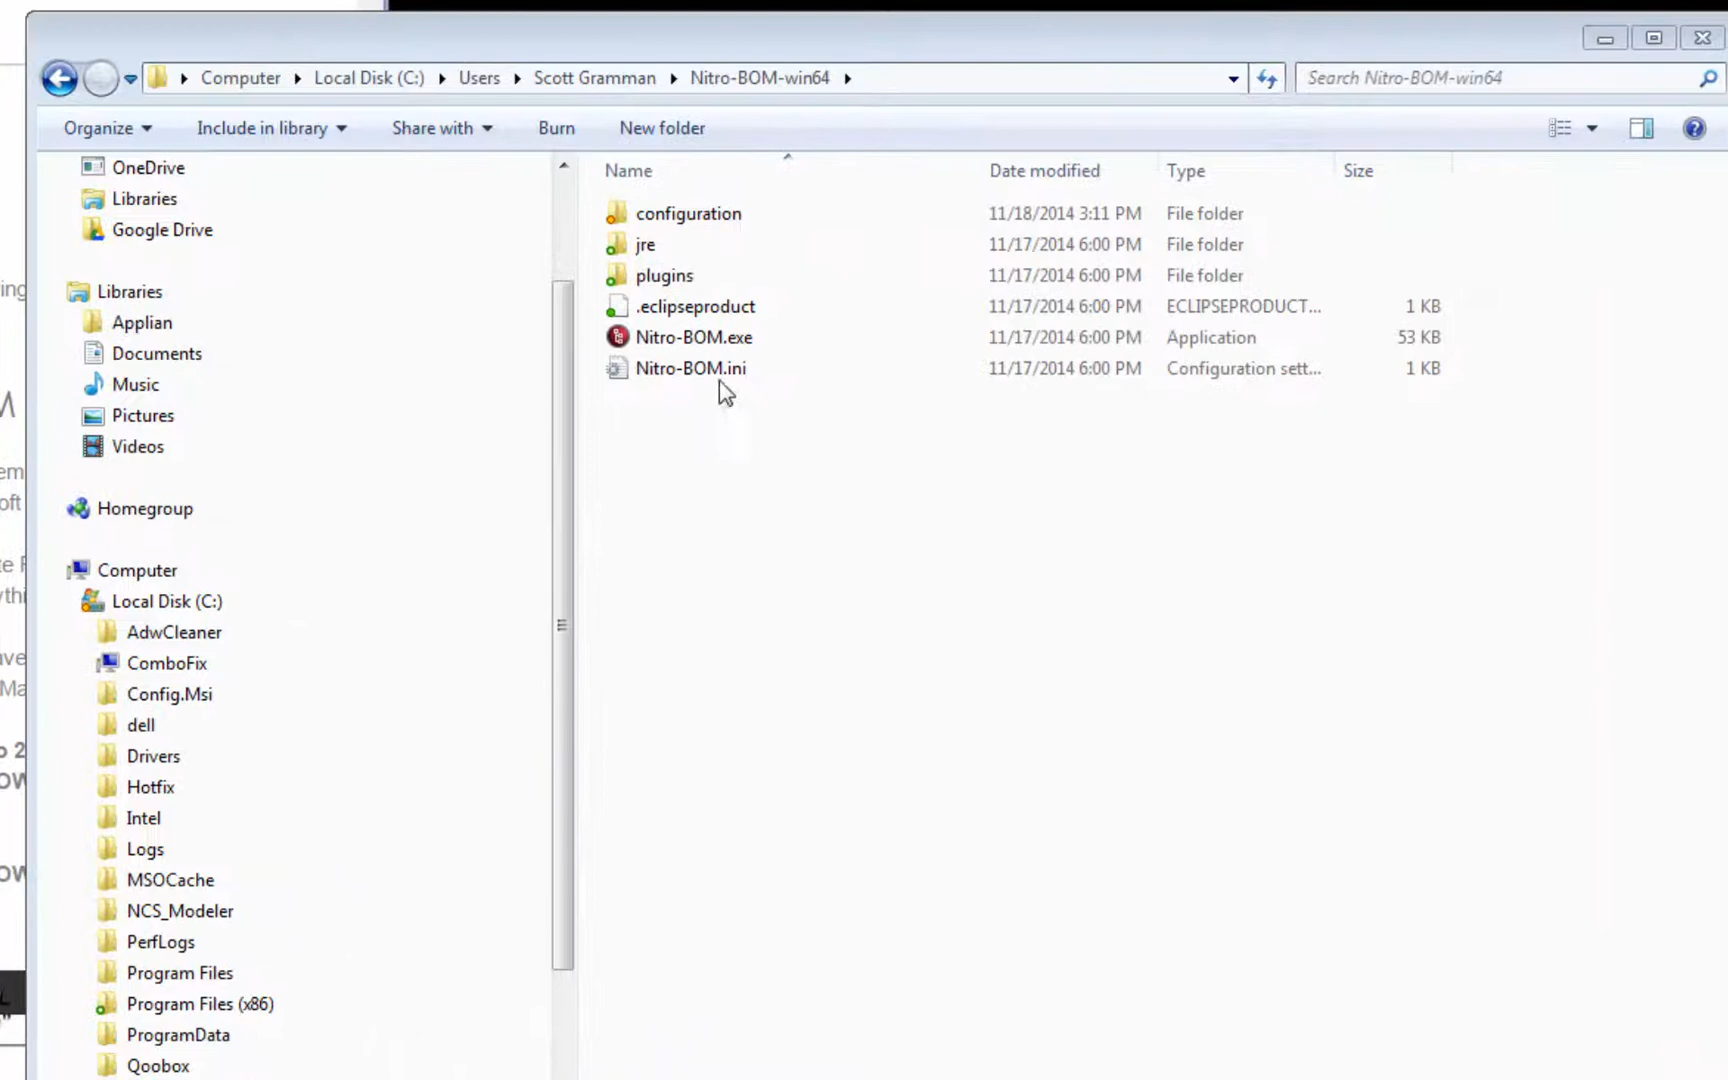 Computer Local Disk (C:) Users Scott Gramman Nitro-BOM-win64
Search Nitro-BOM-win64
Organize Include in library Share with Burn New folder
OneDrive
Libraries
Google Drive
Libraries
Applian
Documents
Music
Pictures
Videos
Homegroup
Computer
Local Disk (C:)
AdwCleaner
ComboFix
Config.Msi
dell
Drivers
Hotfix
Intel
Logs
MSOCache
NCS_Modeler
PerfLogs
Program Files
Program Files (x86)
ProgramData
Qoobox
Name Date modified Type Size
configuration 11/18/2014 3:11 PM File folder
jre 11/17/2014 6:00 PM File folder
plugins 11/17/2014 6:00 PM File folder
.eclipseproduct 11/17/2014 6:00 PM ECLIPSEPRODUCT... 1 KB
Nitro-BOM.exe 11/17/2014 6:00 PM Application 53 KB
Nitro-BOM.ini 11/17/2014 6:00 PM Configuration sett... 1 KB